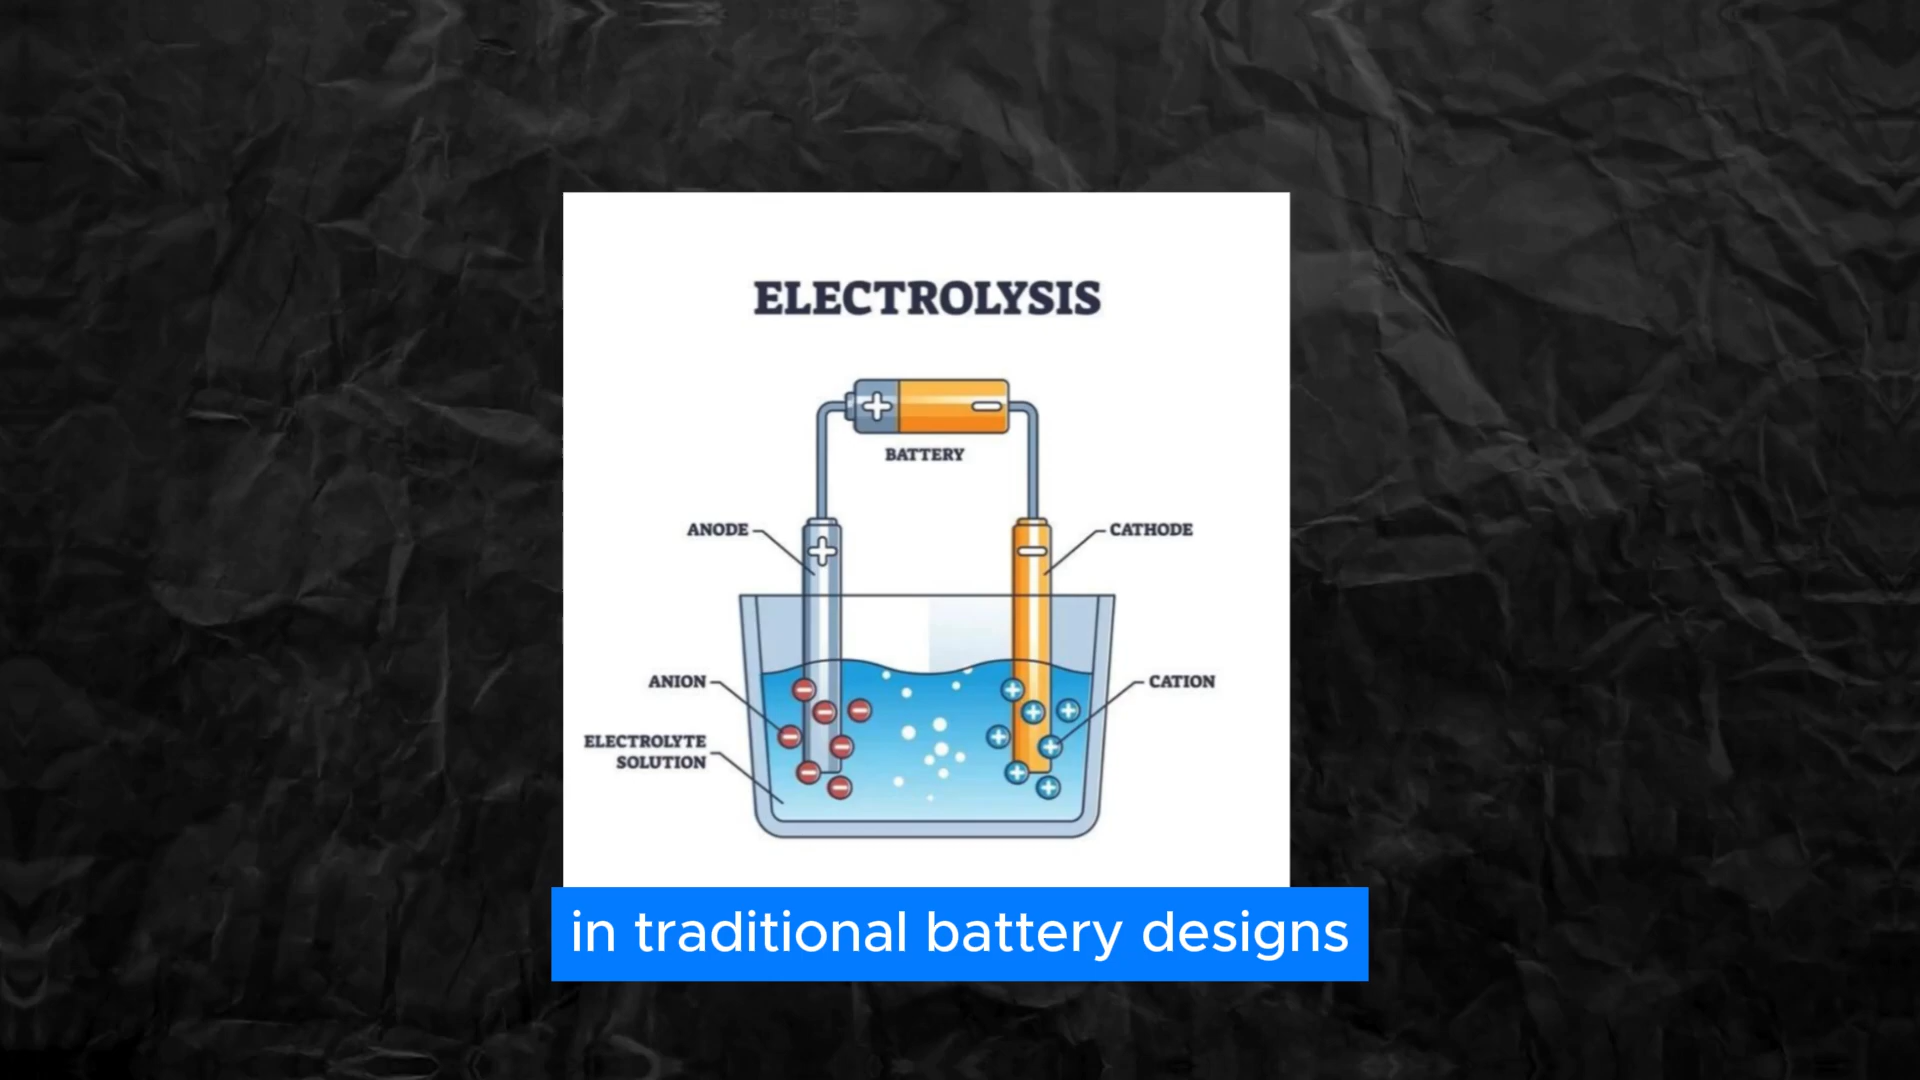 ELECTROLYSIS
BATTERY
ANODE
CATHODE
ANION
CATION
ELECTROLYTE
SOLUTION
in traditional battery designs